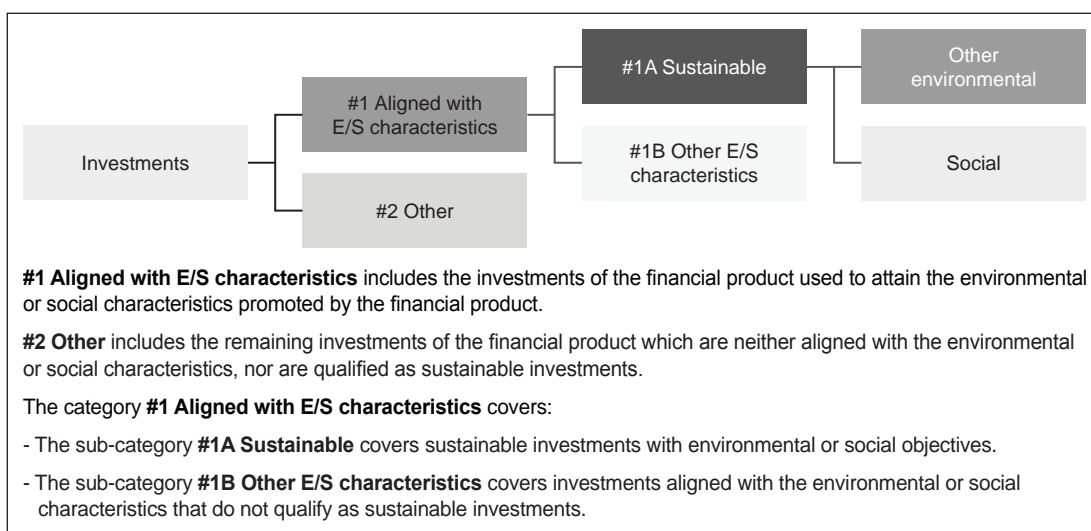 #1A Sustainable
Other
environmental
#1 Aligned with
E/S characteristics
Investments
#1B Other E/S
characteristics
Social
#2 Other
#1 Aligned with E/S characteristics includes the investments of the financial product used to attain the environmental
or social characteristics promoted by the financial product.
#2 Other includes the remaining investments of the financial product which are neither aligned with the environmental
or social characteristics, nor are qualified as sustainable investments.
The category #1 Aligned with E/S characteristics covers:
- The sub-category #1A Sustainable covers sustainable investments with environmental or social objectives.
- The sub-category #1B Other E/S characteristics covers investments aligned with the environmental or social
characteristics that do not qualify as sustainable investments.